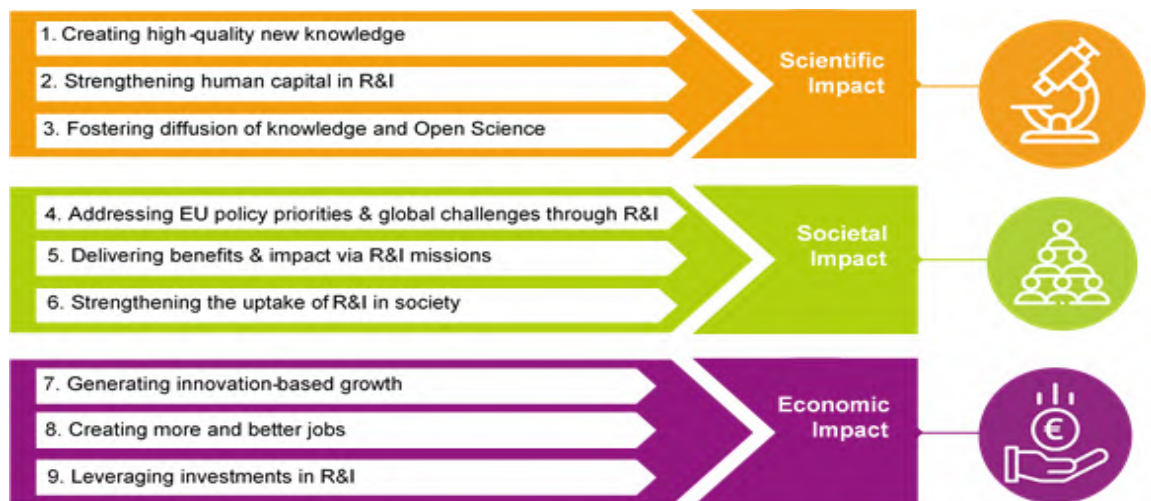 1. Creating high-quality new knowledge
2. Strengthening human capital in R&I
3. Fostering diffusion of knowledge and Open Science
Scientific
Impact
4. Addressing EU policy priorities & global challenges through R&I
5. Delivering benefits & impact via R&I missions
6. Strengthening the uptake of R&I in society
Societal
Impact
7. Generating innovation-based growth
8. Creating more and better jobs
9. Leveraging investments in R&I
Economic
Impact
€